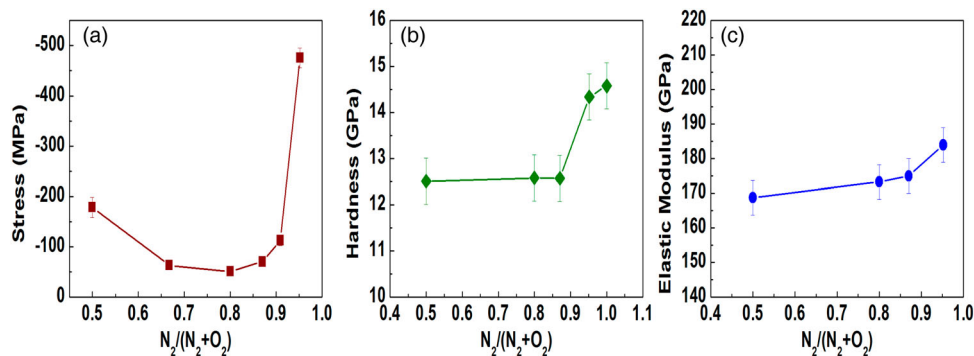 (a)
Stress (MPa)
-500
-400
-300
-200
-100
0
0.5 0.6 0.7 0.8 0.9 1.0
N₂/(N₂+O₂)
(b)
Hardness (GPa)
16
15
14
13
12
11
10
0.4 0.5 0.6 0.7 0.8 0.9 1.0 1.1
N₂/(N₂+O₂)
(c)
Elastic Modulus (GPa)
220
210
200
190
180
170
160
150
140
0.4 0.5 0.6 0.7 0.8 0.9 1.0
N₂/(N₂+O₂)